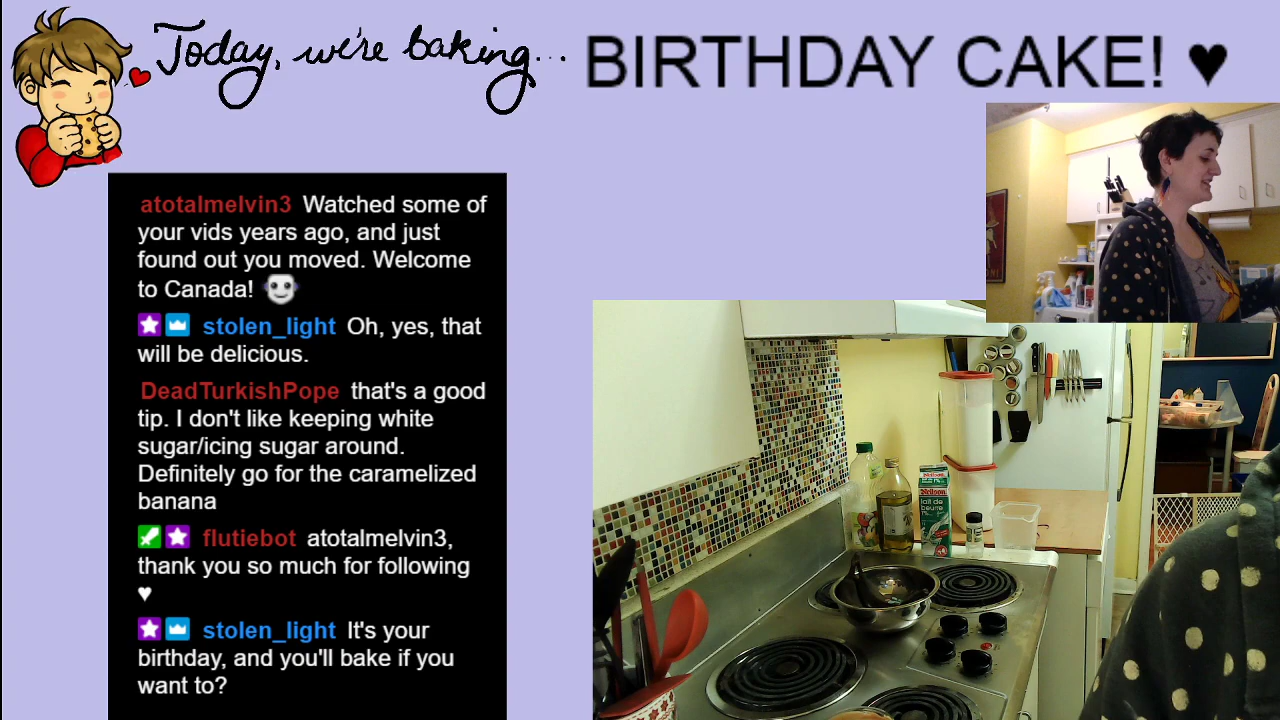 Today, we're baking... BIRTHDAY CAKE! ♥
atotalmelvin3 Watched some of
your vids years ago, and just
found out you moved. Welcome
to Canada!
stolen_light Oh, yes, that
will be delicious.
DeadTurkishPope that's a good
tip. I don't like keeping white
sugar/icing sugar around.
Definitely go for the caramelized
banana
flutiebot atotalmelvin3,
thank you so much for following
♥
stolen_light It's your
birthday, and you'll bake if you
want to?
Neilson
lait de
beurre